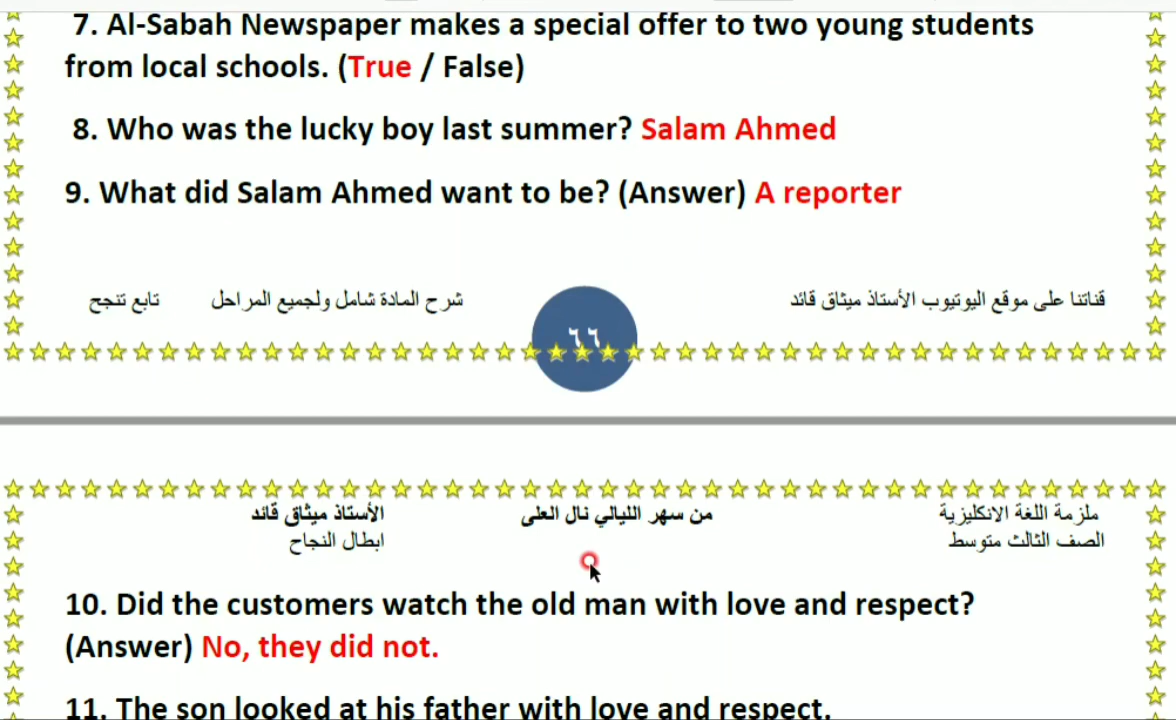 7. Al-Sabah Newspaper makes a special offer to two young students
from local schools. (True / False)
8. Who was the lucky boy last summer? Salam Ahmed
9. What did Salam Ahmed want to be? (Answer) A reporter
قناتنا على موقع اليوتيوب الأستاذ ميثاق قائد شرح المادة شامل ولجميع المراحل تابع تنجح
٦٦
ملزمة اللغة الانكليزية من سهر الليالي نال العلى الأستاذ ميثاق قائد
الصف الثالث متوسط ابطال النجاح
10. Did the customers watch the old man with love and respect?
(Answer) No, they did not.
11. The son looked at his father with love and respect.